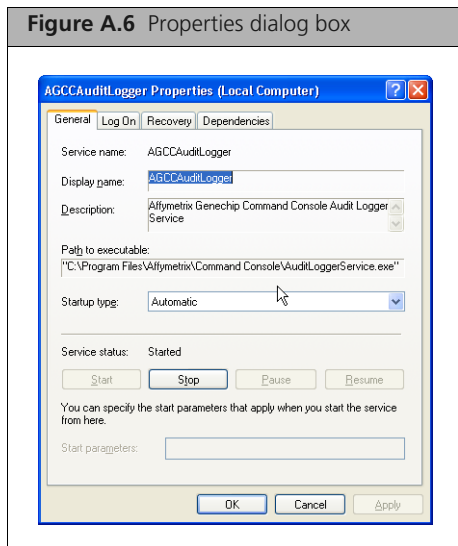 Figure A.6 Properties dialog box
AGCCAuditLogger Properties (Local Computer)
General Log On Recovery Dependencies
Service name: AGCCAuditLogger
Display name: AGCCAuditLogger
Description: Affymetrix Genechip Command Console Audit Logger
Service
Path to executable:
"C:\Program Files\Affymetrix\Command Console\AuditLoggerService.exe"
Startup type: Automatic
Service status: Started
Start Stop Pause Resume
You can specify the start parameters that apply when you start the service
from here.
Start parameters:
OK Cancel Apply